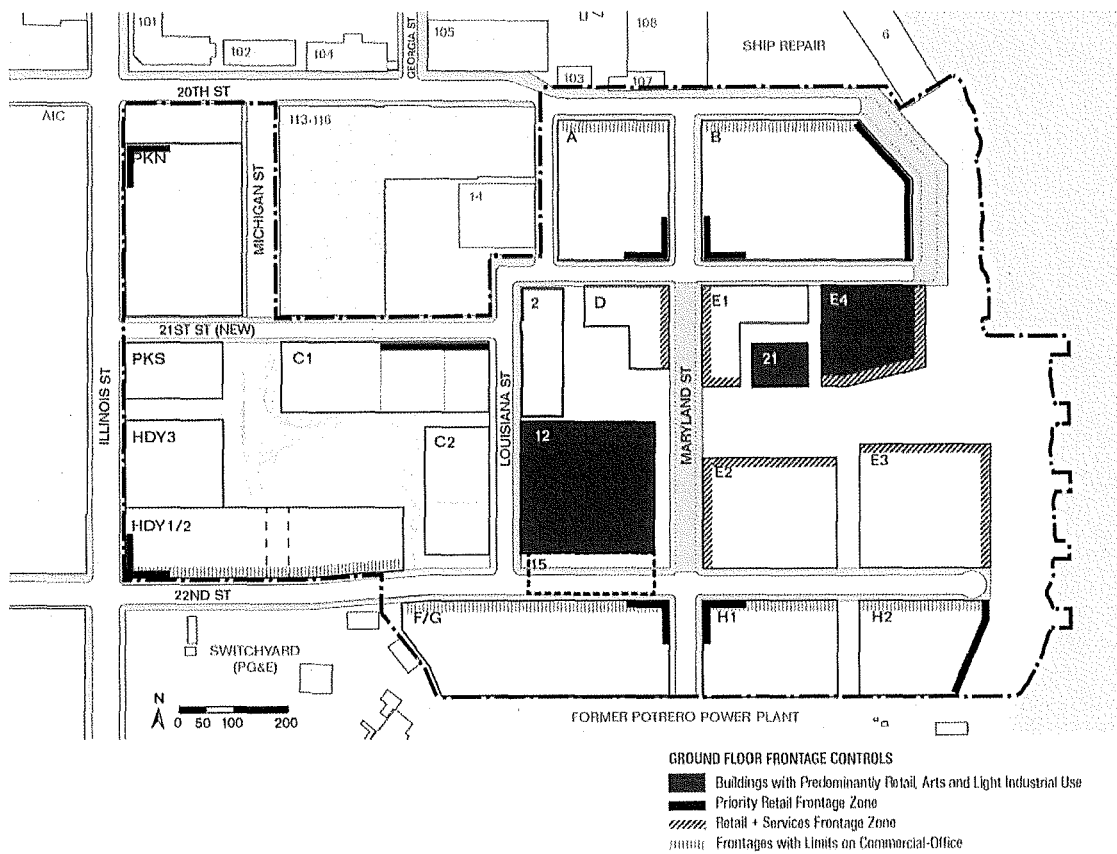 101
102
104
GEORGIA ST
105
108
SHIP REPAIR
6
103
107
20TH ST
AIC
PKN
MICHIGAN ST
113-116
14
A
B
21ST ST (NEW)
2
D
E1
E4
21
PKS
C1
ILLINOIS ST
LOUISIANA ST
MARYLAND ST
HDY3
C2
12
E2
E3
HDY1/2
15
22ND ST
F/G
H1
H2
SWITCHYARD
(PG&E)
N
0 50 100 200
FORMER POTRERO POWER PLANT
GROUND FLOOR FRONTAGE CONTROLS
Buildings with Predominantly Retail, Arts and Light Industrial Use
Priority Retail Frontage Zone
Retail + Services Frontage Zone
Frontages with Limits on Commercial-Office